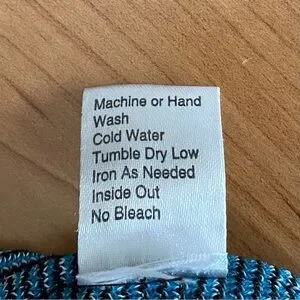 Machine or Hand
Wash
Cold Water
Tumble Dry Low
Iron As Needed
Inside Out
No Bleach